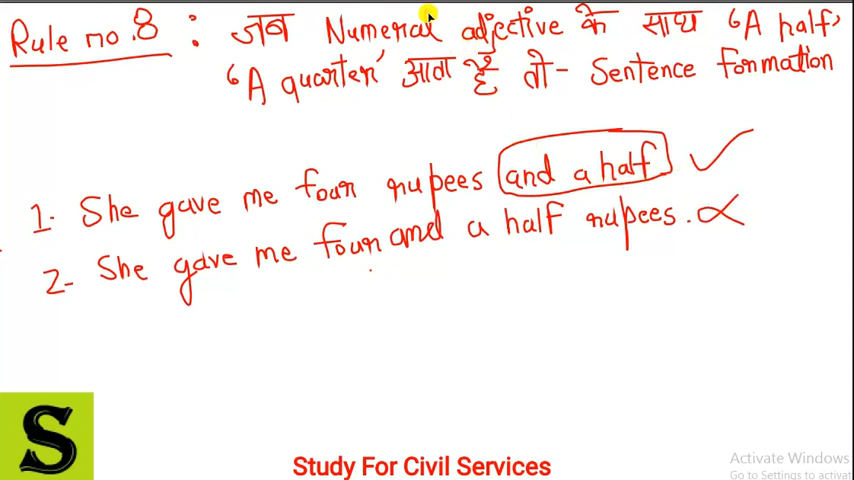 Rule no.8 : जब Numeral adjective के साथ 'A half'
'A quarter' आता है तो - Sentence formation
1. She gave me four rupees and a half ✓
2. She gave me four and a half rupees. ✗
S
Study For Civil Services
Activate Windows
Go to Settings to activat